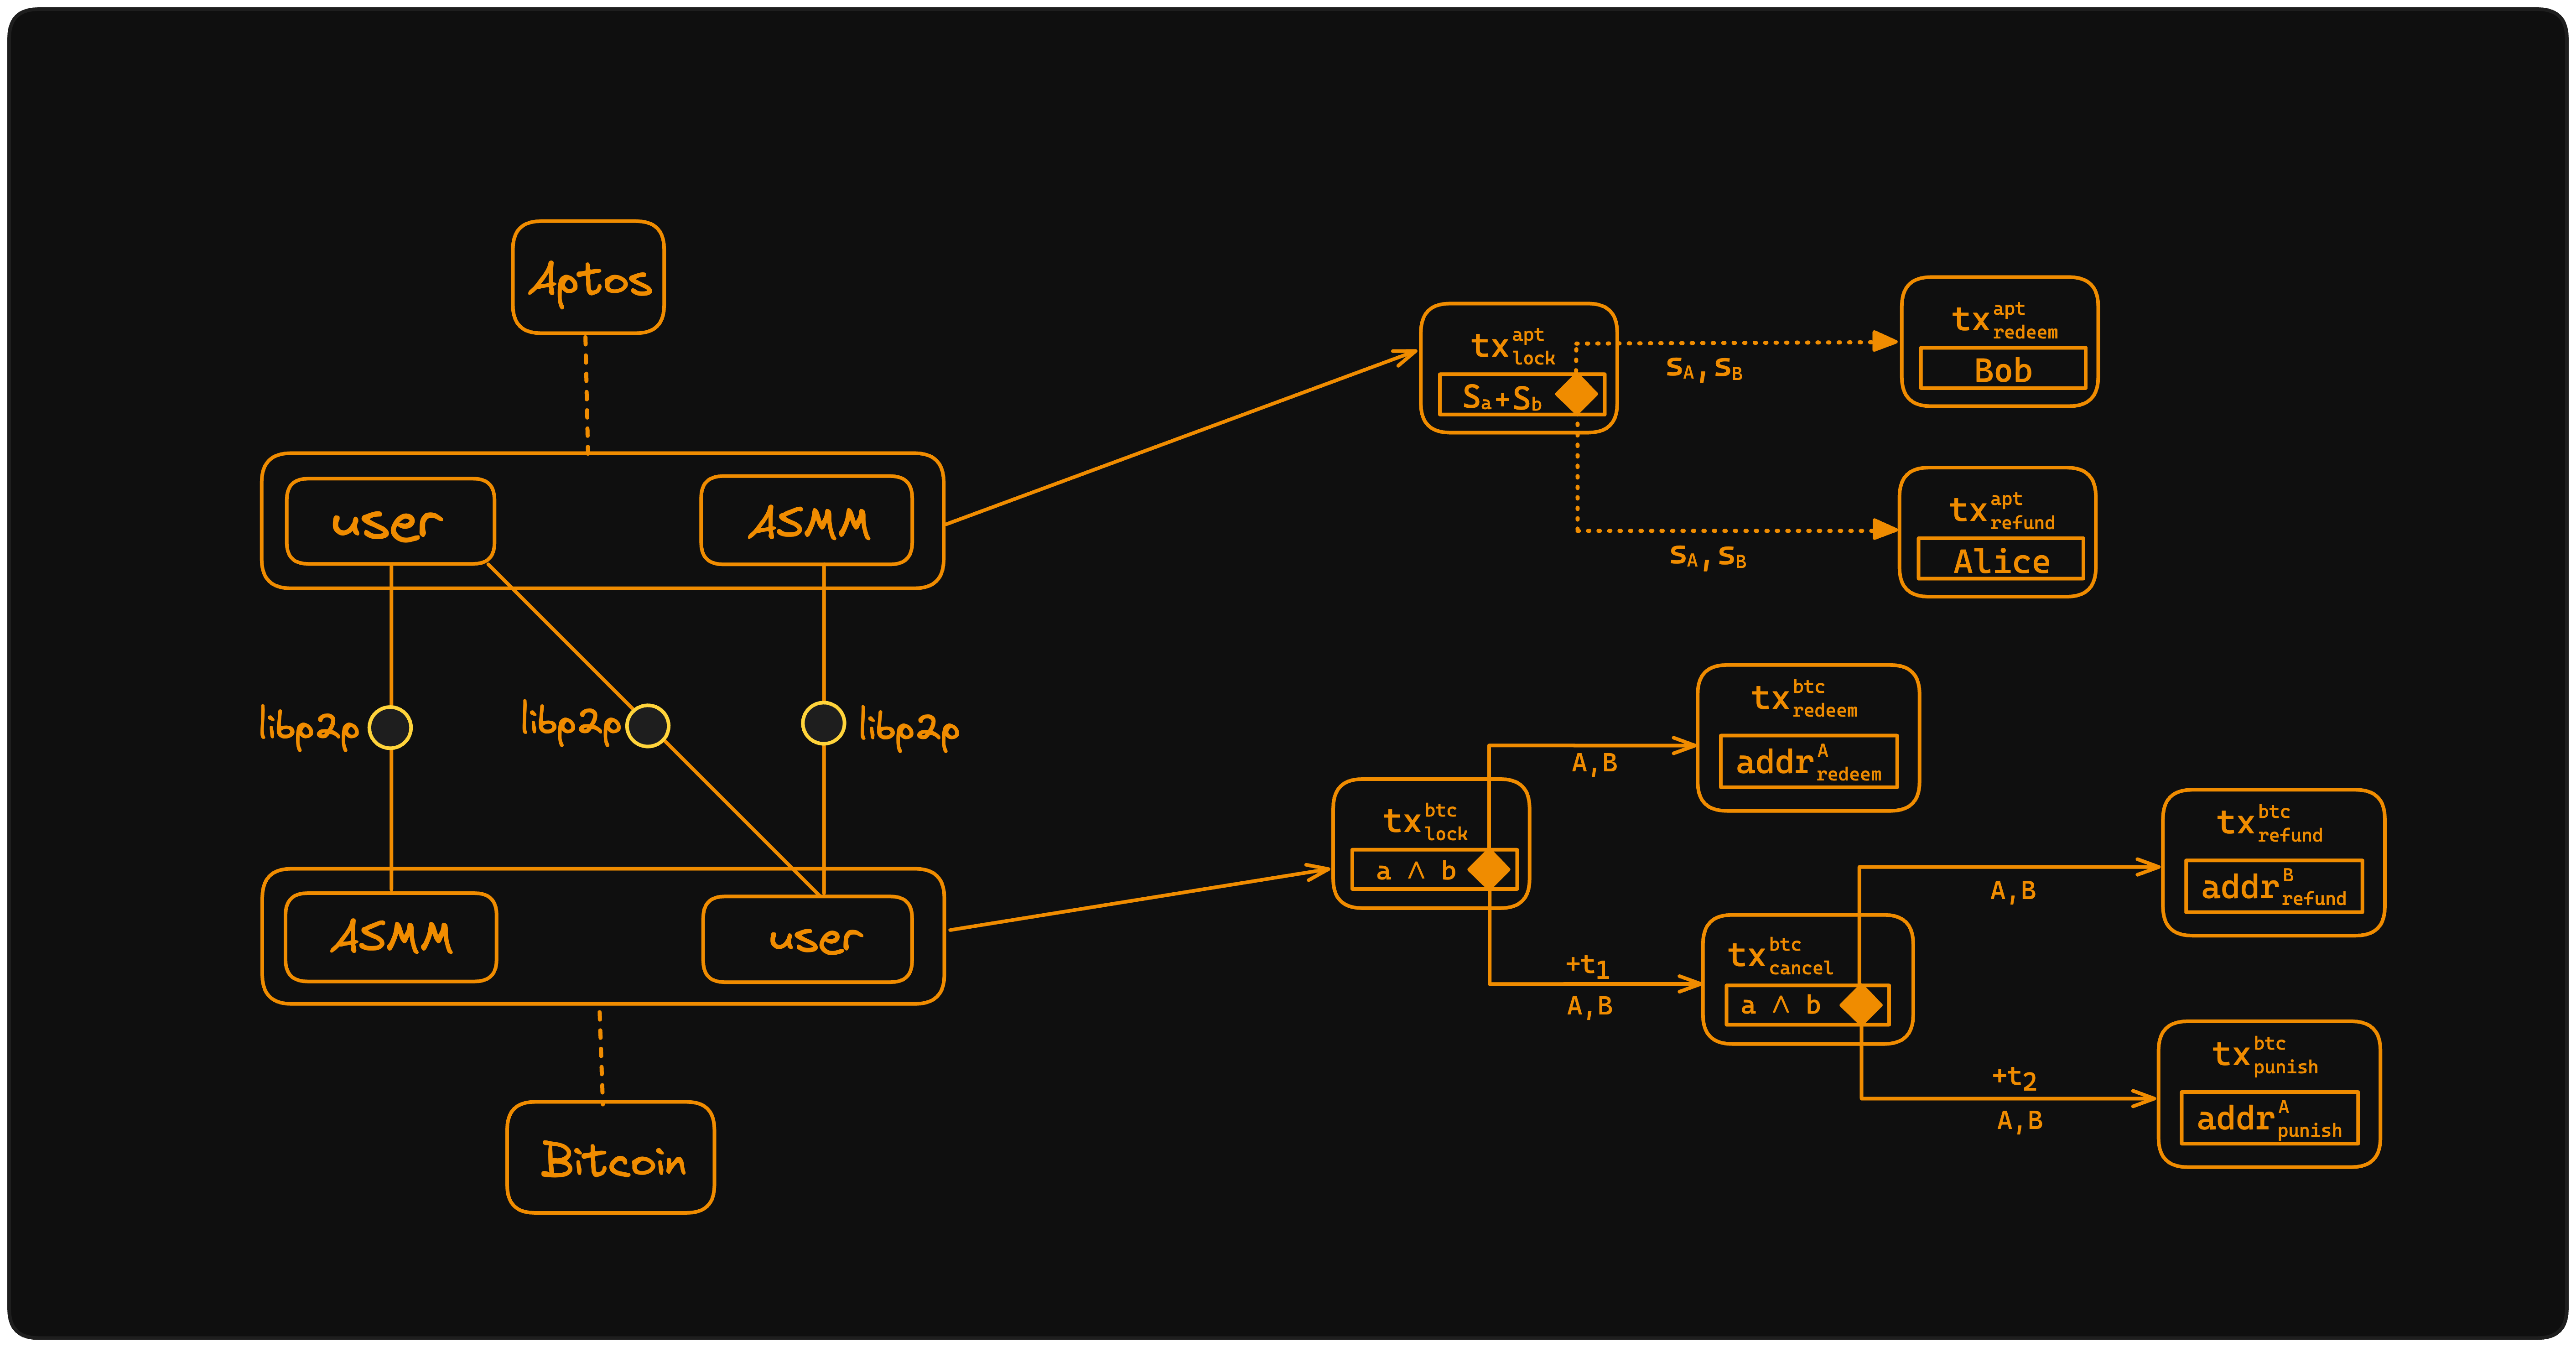 Aptos
user
ASMM
libp2p
libp2p
libp2p
ASMM
user
Bitcoin
tx apt lock
Sa+Sb
sA,sB
tx apt redeem
Bob
sA,sB
tx apt refund
Alice
tx btc lock
a ∧ b
A,B
tx btc redeem
addr A redeem
+t1
A,B
tx btc cancel
a ∧ b
A,B
tx btc refund
addr B refund
+t2
A,B
tx btc punish
addr A punish